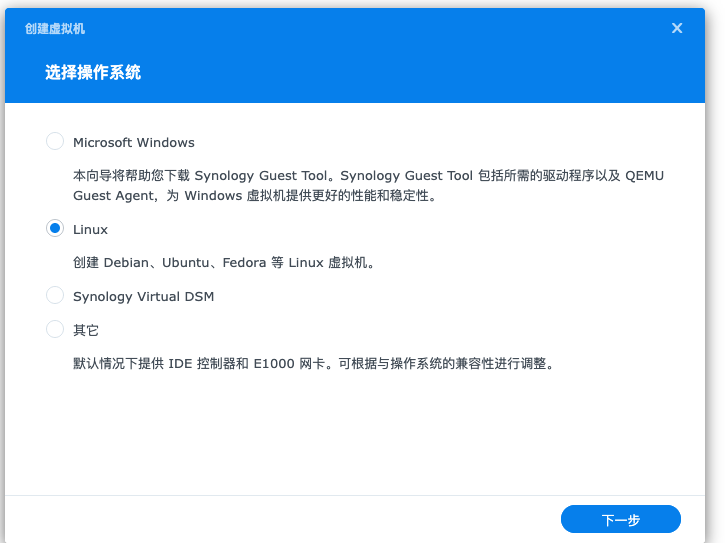 创建虚拟机
X
选择操作系统
Microsoft Windows
本向导将帮助您下载 Synology Guest Tool。Synology Guest Tool 包括所需的驱动程序以及 QEMU
Guest Agent，为 Windows 虚拟机提供更好的性能和稳定性。
Linux
创建 Debian、Ubuntu、Fedora 等 Linux 虚拟机。
Synology Virtual DSM
其它
默认情况下提供 IDE 控制器和 E1000 网卡。可根据与操作系统的兼容性进行调整。
下一步